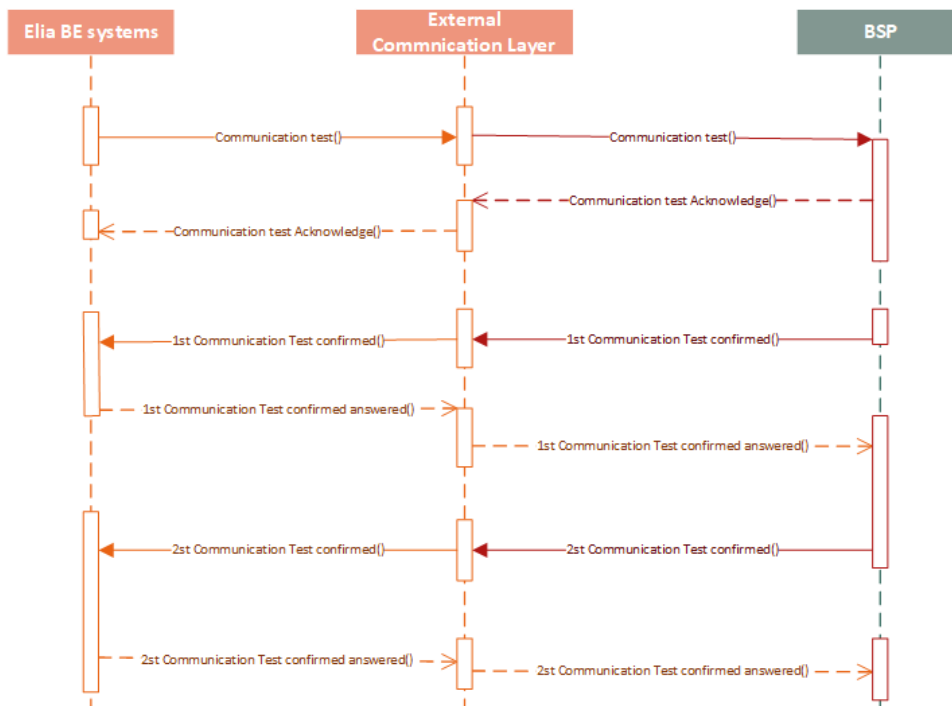 Elia BE systems
External
Commnication Layer
BSP
Communication test()
Communication test()
Communication test Acknowledge()
Communication test Acknowledge()
1st Communication Test confirmed()
1st Communication Test confirmed()
1st Communication Test confirmed answered()
1st Communication Test confirmed answered()
2st Communication Test confirmed()
2st Communication Test confirmed()
2st Communication Test confirmed answered()
2st Communication Test confirmed answered()